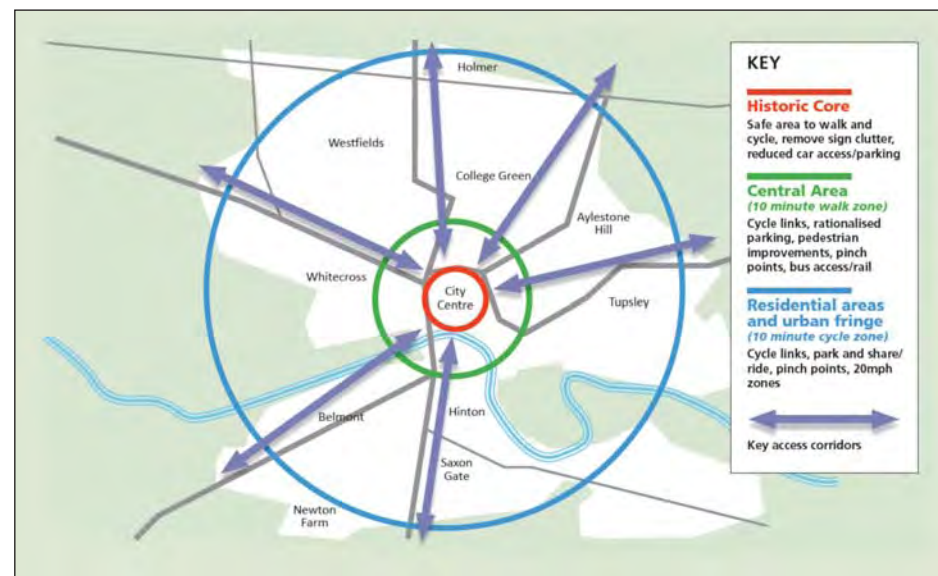 Holmer
Westfields
College Green
Aylestone
Hill
Whitecross
City
Centre
Tupsley
Belmont
Hinton
Saxon
Gate
Newton
Farm
KEY
Historic Core
Safe area to walk and
cycle, remove sign clutter,
reduced car access/parking
Central Area
(10 minute walk zone)
Cycle links, rationalised
parking, pedestrian
improvements, pinch
points, bus access/rail
Residential areas
and urban fringe
(10 minute cycle zone)
Cycle links, park and share/
ride, pinch points, 20mph
zones
Key access corridors